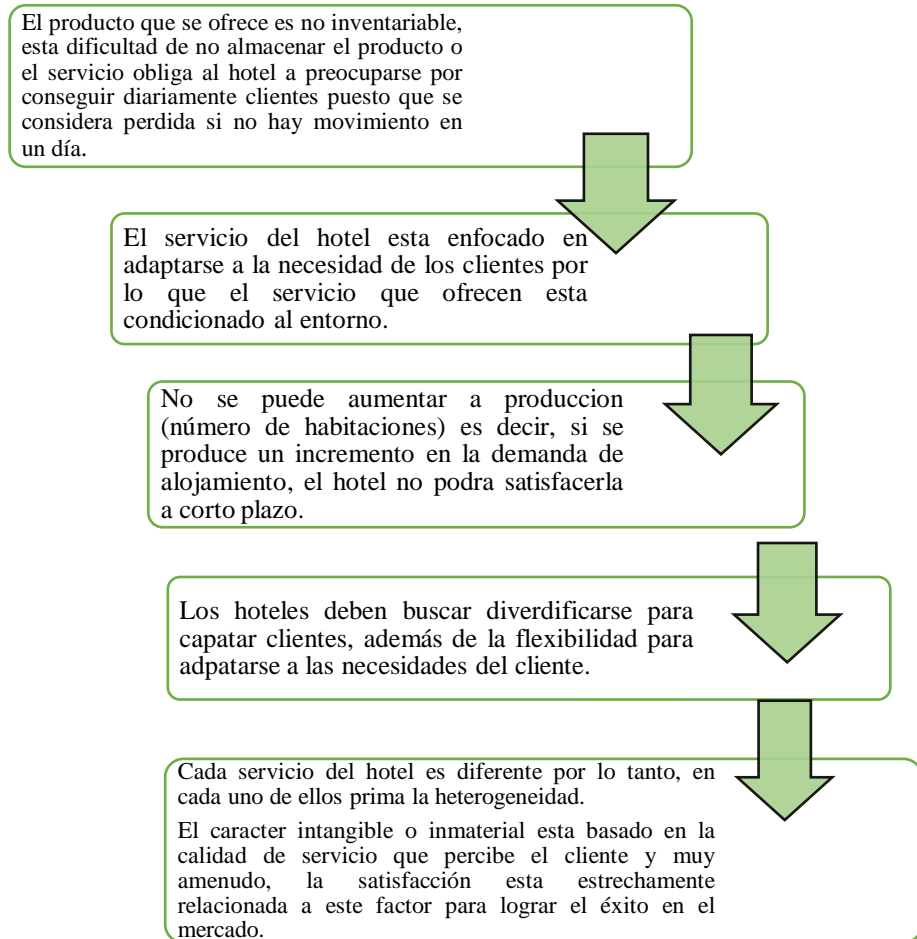 El producto que se ofrece es no inventariable,
esta dificultad de no almacenar el producto o
el servicio obliga al hotel a preocuparse por
conseguir diariamente clientes puesto que se
considera perdida si no hay movimiento en
un día.
El servicio del hotel esta enfocado en
adaptarse a la necesidad de los clientes por
lo que el servicio que ofrecen esta
condicionado al entorno.
No se puede aumentar a produccion
(número de habitaciones) es decir, si se
produce un incremento en la demanda de
alojamiento, el hotel no podra satisfacerla
a corto plazo.
Los hoteles deben buscar diverdificarse para
capatar clientes, además de la flexibilidad para
adpatarse a las necesidades del cliente.
Cada servicio del hotel es diferente por lo tanto, en
cada uno de ellos prima la heterogeneidad.
El caracter intangible o inmaterial esta basado en la
calidad de servicio que percibe el cliente y muy
amenudo, la satisfacción esta estrechamente
relacionada a este factor para lograr el éxito en el
mercado.